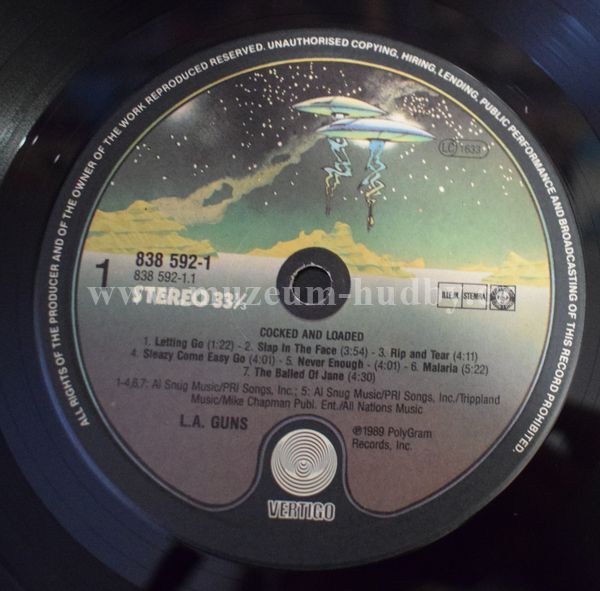 ALL RIGHTS OF THE PRODUCER AND OF THE OWNER OF THE WORK REPRODUCED RESERVED. UNAUTHORISED COPYING, HIRING, LENDING, PUBLIC PERFORMANCE AND BROADCASTING OF THIS RECORD PROHIBITED.
LC 1633
1
838 592-1
838 592-1.1
STEREO 33⅓
www.muzeum-hudby.
STEMRA
COCKED AND LOADED
1. Letting Go (1:22) - 2. Slap In The Face (3:54) - 3. Rip and Tear (4:11)
4. Sleazy Come Easy Go (4:01) - 5. Never Enough - (4:01) - 6. Malaria (5:22)
7. The Balled Of Jane (4:30)
1-4,6,7: Al Snug Music/PRI Songs, Inc.; 5: Al Snug Music/PRI Songs, Inc./Trippland
Music/Mike Chapman Publ. Ent./All Nations Music
L.A. GUNS
℗1989 PolyGram
Records, Inc.
VERTIGO